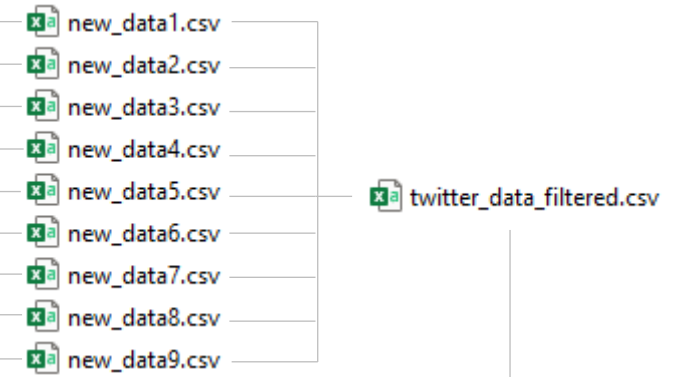 new_data1.csv
new_data2.csv
new_data3.csv
new_data4.csv
new_data5.csv
new_data6.csv
new_data7.csv
new_data8.csv
new_data9.csv
twitter_data_filtered.csv